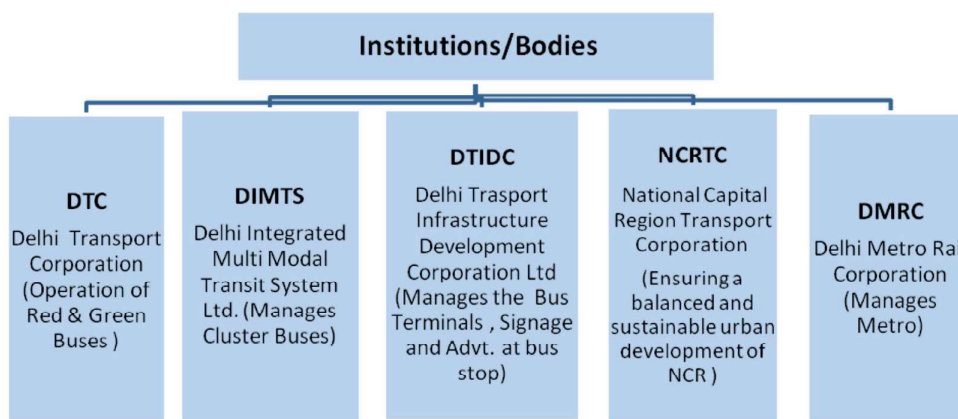 Institutions/Bodies
DTC
Delhi Transport
Corporation
(Operation of
Red & Green
Buses )
DIMTS
Delhi Integrated
Multi Modal
Transit System
Ltd. (Manages
Cluster Buses)
DTIDC
Delhi Trasport
Infrastructure
Development
Corporation Ltd
(Manages the Bus
Terminals , Signage
and Advt. at bus
stop)
NCRTC
National Capital
Region Transport
Corporation
(Ensuring a
balanced and
sustainable urban
development of
NCR )
DMRC
Delhi Metro Rai
Corporation
(Manages
Metro)